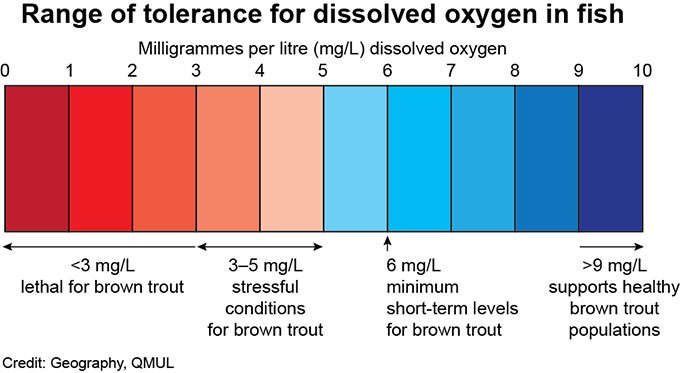 Range of tolerance for dissolved oxygen in fish
Milligrammes per litre (mg/L) dissolved oxygen
0 1 2 3 4 5 6 7 8 9 10
<3 mg/L
lethal for brown trout
3–5 mg/L
stressful
conditions
for brown trout
6 mg/L
minimum
short-term levels
for brown trout
>9 mg/L
supports healthy
brown trout
populations
Credit: Geography, QMUL